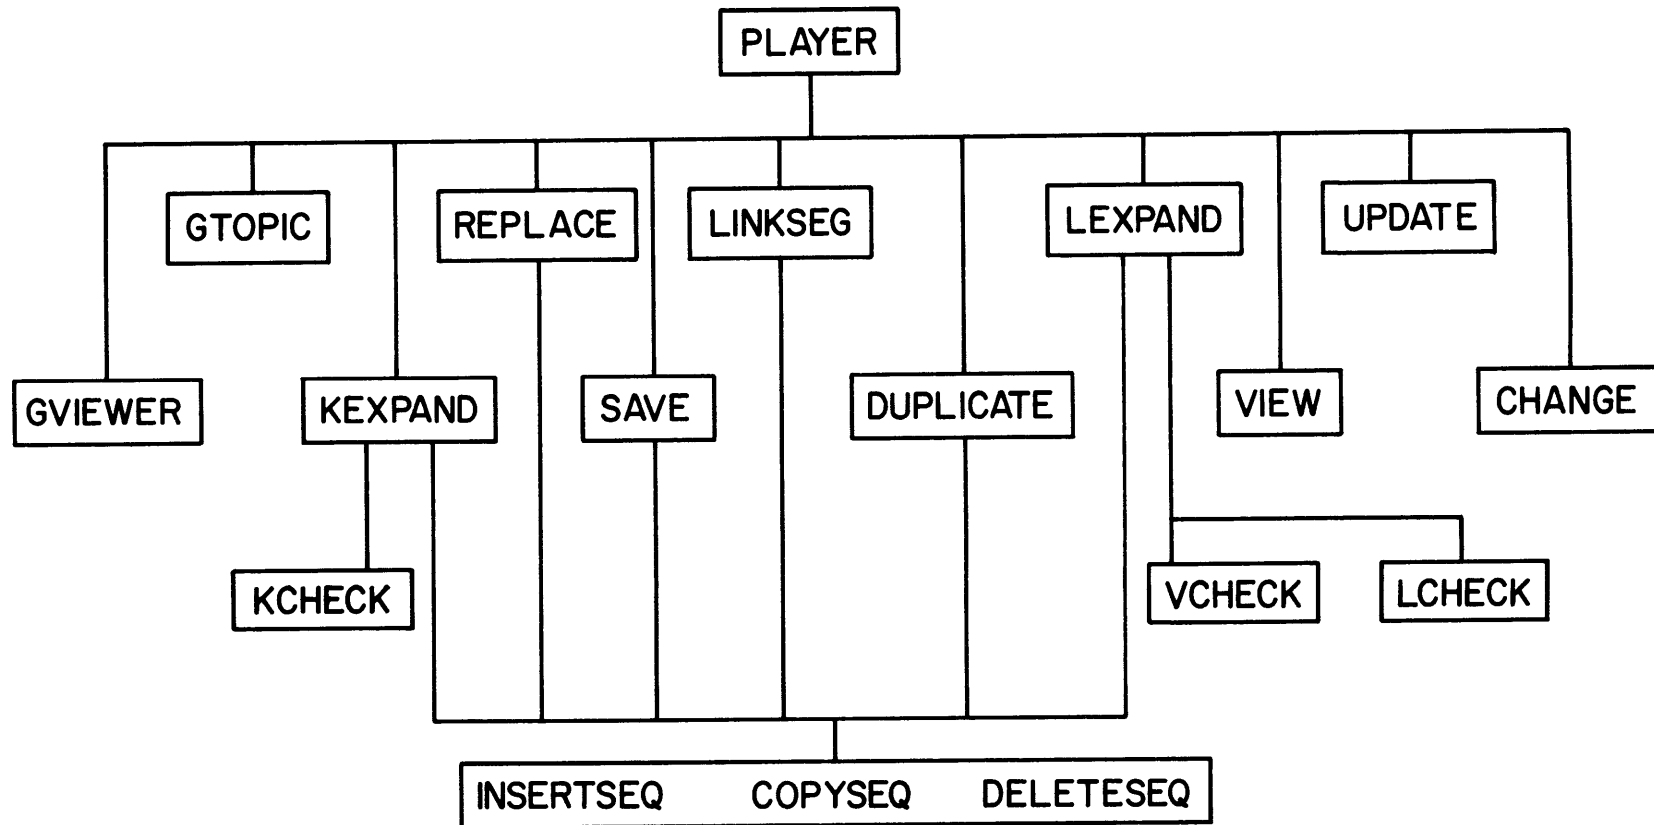 PLAYER
GTOPIC
REPLACE
LINKSEG
LEXPAND
UPDATE
GVIEWER
KEXPAND
SAVE
DUPLICATE
VIEW
CHANGE
KCHECK
VCHECK
LCHECK
INSERTSEQ COPYSEQ DELETESEQ